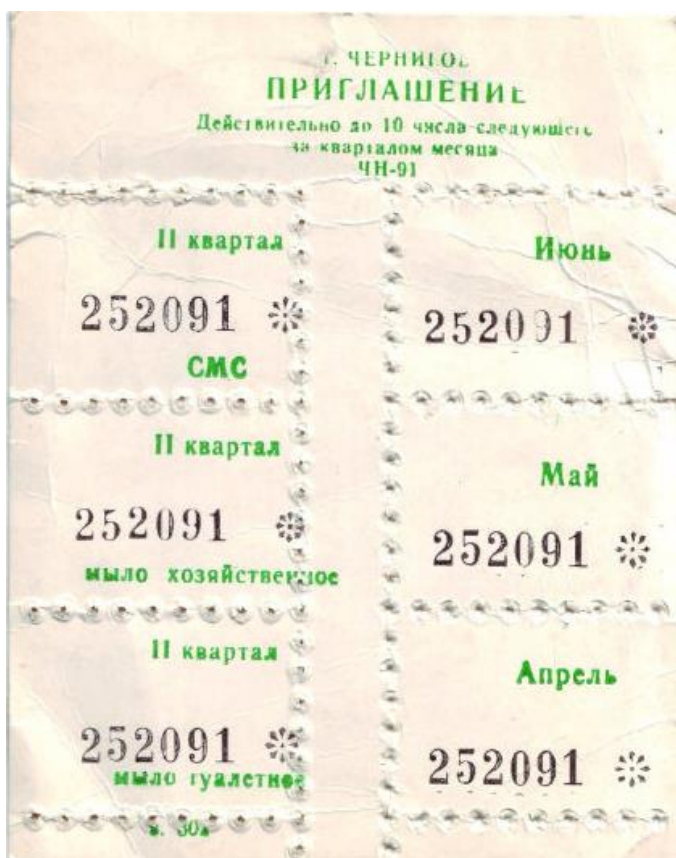 г. ЧЕРНИГОВ
ПРИГЛАШЕНИЕ
Действительно до 10 числа следующего
за кварталом месяца
ЧН-91
II квартал
252091
СМС
II квартал
252091
мыло хозяйственное
II квартал
252091
мыло туалетное
Июнь
252091
Май
252091
Апрель
252091